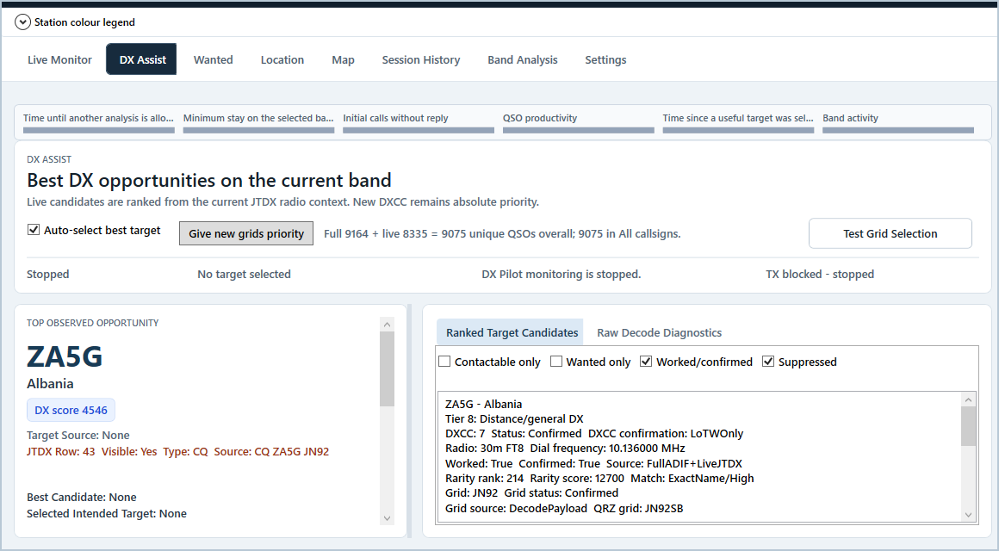 Station colour legend
Live Monitor
DX Assist
Wanted
Location
Map
Session History
Band Analysis
Settings
Time until another analysis is allo...
Minimum stay on the selected ba...
Initial calls without reply
QSO productivity
Time since a useful target was sel...
Band activity
DX ASSIST
Best DX opportunities on the current band
Live candidates are ranked from the current JTDX radio context. New DXCC remains absolute priority.
Auto-select best target
Give new grids priority
Full 9164 + live 8335 = 9075 unique QSOs overall; 9075 in All callsigns.
Test Grid Selection
Stopped
No target selected
DX Pilot monitoring is stopped.
TX blocked - stopped
TOP OBSERVED OPPORTUNITY
ZA5G
Albania
DX score 4546
Target Source: None
JTDX Row: 43 Visible: Yes Type: CQ Source: CQ ZA5G JN92
Best Candidate: None
Selected Intended Target: None
Ranked Target Candidates
Raw Decode Diagnostics
Contactable only
Wanted only
Worked/confirmed
Suppressed
ZA5G - Albania
Tier 8: Distance/general DX
DXCC: 7 Status: Confirmed DXCC confirmation: LoTWOnly
Radio: 30m FT8 Dial frequency: 10.136000 MHz
Worked: True Confirmed: True Source: FullADIF+LiveJTDX
Rarity rank: 214 Rarity score: 12700 Match: ExactName/High
Grid: JN92 Grid status: Confirmed
Grid source: DecodePayload QRZ grid: JN92SB